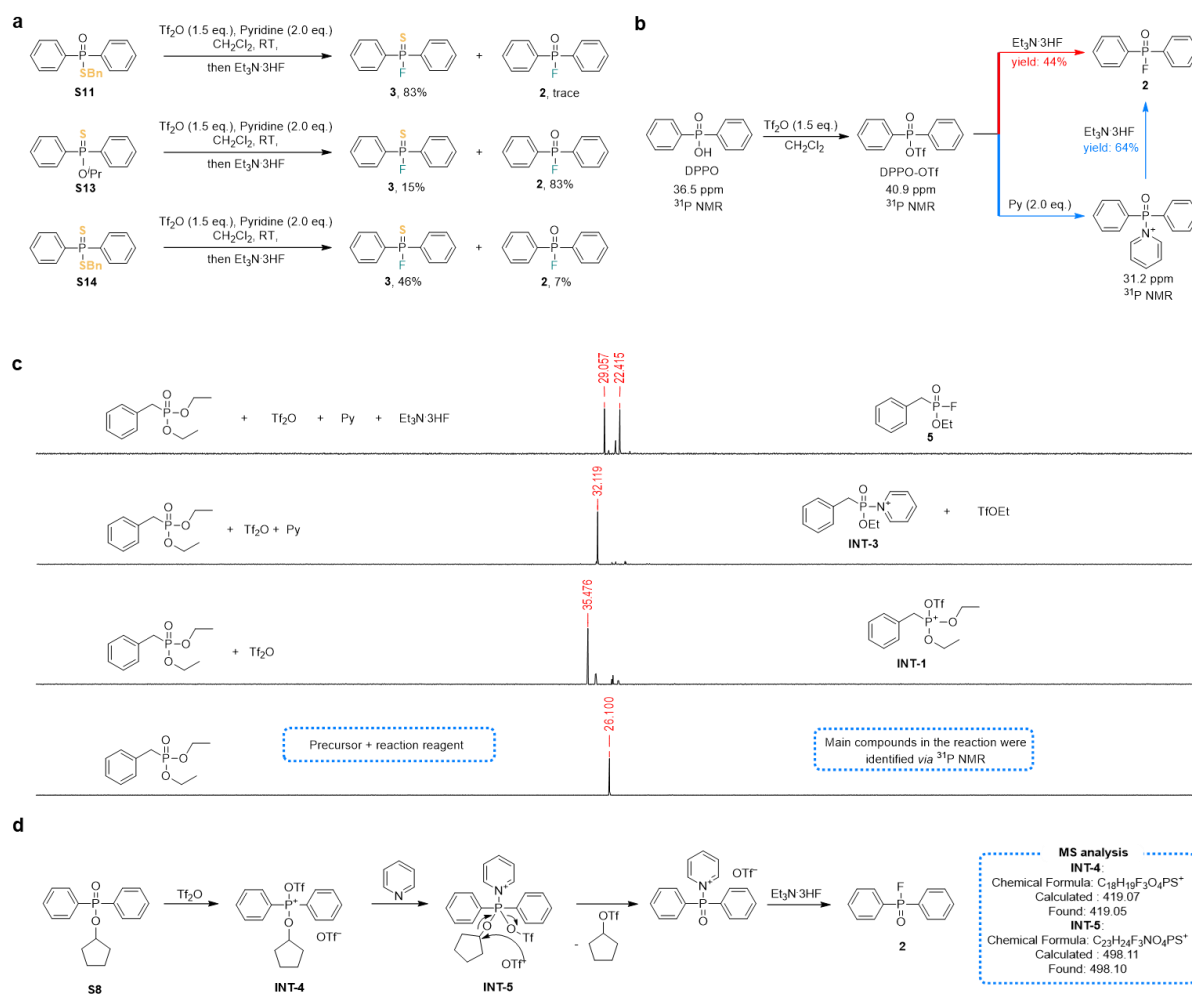 a
O
P
SBn
S11
Tf₂O (1.5 eq.), Pyridine (2.0 eq.)
CH₂Cl₂, RT,
then Et₃N·3HF
S
P
F
3, 83%
+
O
P
F
2, trace
S
P
OⁱPr
S13
Tf₂O (1.5 eq.), Pyridine (2.0 eq.)
CH₂Cl₂, RT,
then Et₃N·3HF
S
P
F
3, 15%
+
O
P
F
2, 83%
S
P
SBn
S14
Tf₂O (1.5 eq.), Pyridine (2.0 eq.)
CH₂Cl₂, RT,
then Et₃N·3HF
S
P
F
3, 46%
+
O
P
F
2, 7%
b
O
P
OH
DPPO
36.5 ppm
³¹P NMR
Tf₂O (1.5 eq.)
CH₂Cl₂
O
P
OTf
DPPO-OTf
40.9 ppm
³¹P NMR
Et₃N·3HF
yield: 44%
O
P
F
2
Et₃N 3HF
yield: 64%
Py (2.0 eq.)
O
P
N⁺
31.2 ppm
³¹P NMR
c
O
P
O
O
+ Tf₂O + Py + Et₃N·3HF
29.057
22.415
O
P
F
OEt
5
O
P
O
O
+ Tf₂O + Py
32.119
O
P
N⁺
OEt
INT-3
+ TfOEt
O
P
O
O
+ Tf₂O
35.476
OTf
P⁺
O
O
INT-1
O
P
O
O
Precursor + reaction reagent
26.100
Main compounds in the reaction were
identified via ³¹P NMR
d
O
P
O
S8
Tf₂O
OTf
P⁺
O
OTf⁻
INT-4
N
N⁺
P
O
O
Tf
OTf⁻
INT-5
OTf
-
N⁺
OTf⁻
P
O
Et₃N·3HF
F
P
O
2
MS analysis
INT-4:
Chemical Formula: C₁₈H₁₉F₃O₄PS⁺
Calculated : 419.07
Found: 419.05
INT-5:
Chemical Formula: C₂₃H₂₄F₃NO₄PS⁺
Calculated : 498.11
Found: 498.10